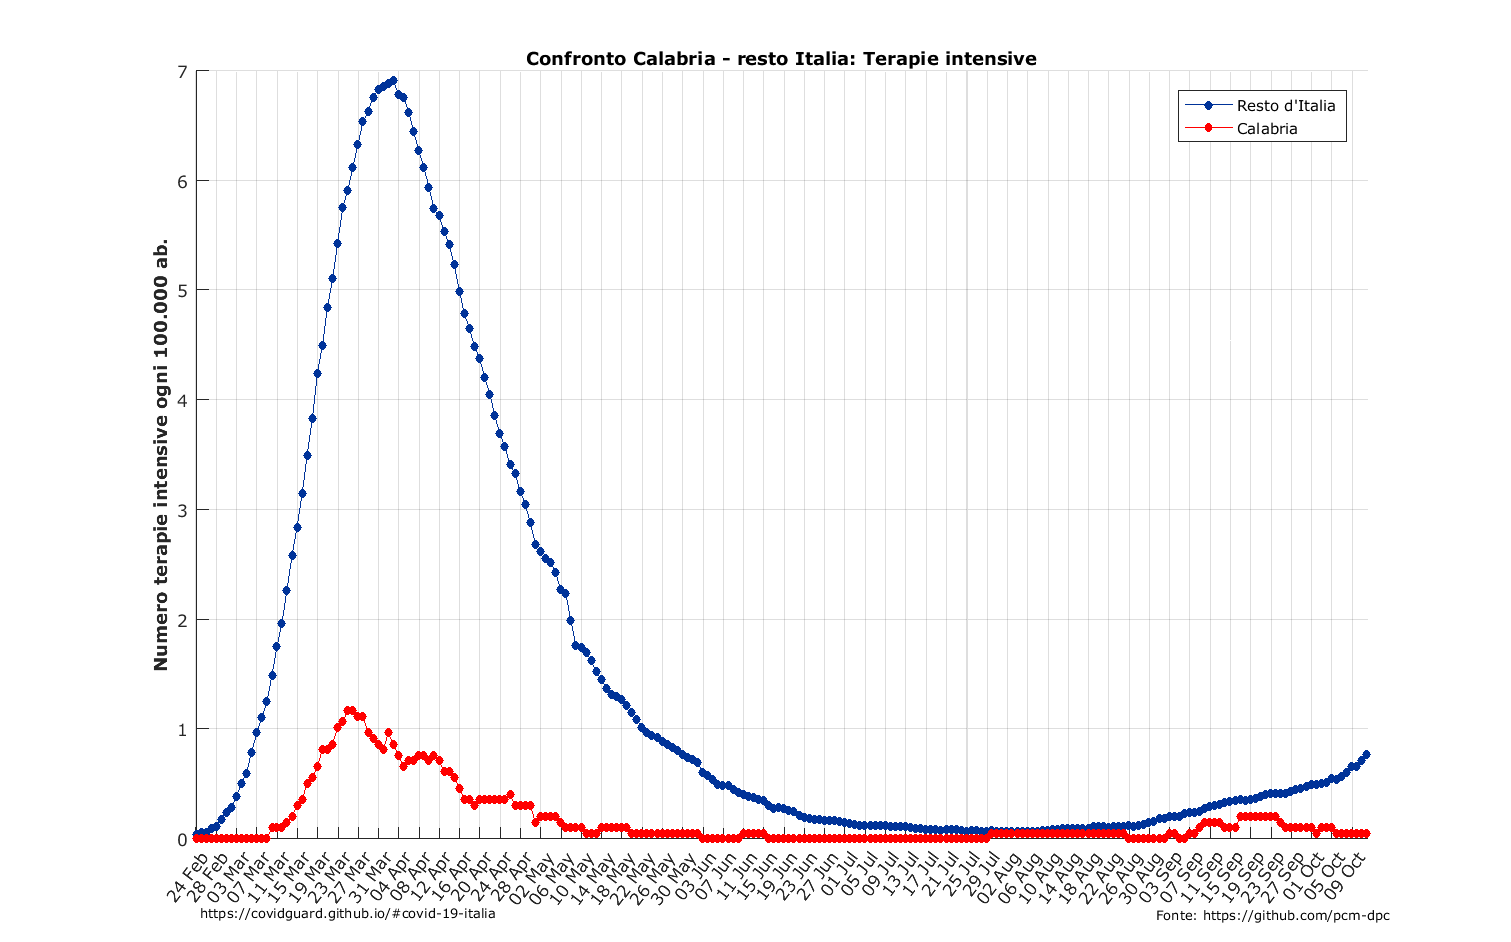 Confronto Calabria - resto Italia: Terapie intensive
Resto d'Italia
Calabria
Numero terapie intensive ogni 100.000 ab.
7
6
5
4
3
2
1
0
24 Feb
28 Feb
03 Mar
07 Mar
11 Mar
15 Mar
19 Mar
23 Mar
27 Mar
31 Mar
04 Apr
08 Apr
12 Apr
16 Apr
20 Apr
24 Apr
28 Apr
02 May
06 May
10 May
14 May
18 May
22 May
26 May
30 May
03 Jun
07 Jun
11 Jun
15 Jun
19 Jun
23 Jun
27 Jun
01 Jul
05 Jul
09 Jul
13 Jul
17 Jul
21 Jul
25 Jul
29 Jul
02 Aug
06 Aug
10 Aug
14 Aug
18 Aug
22 Aug
26 Aug
30 Aug
03 Sep
07 Sep
11 Sep
15 Sep
19 Sep
23 Sep
27 Sep
01 Oct
05 Oct
09 Oct
https://covidguard.github.io/#covid-19-italia
Fonte: https://github.com/pcm-dpc